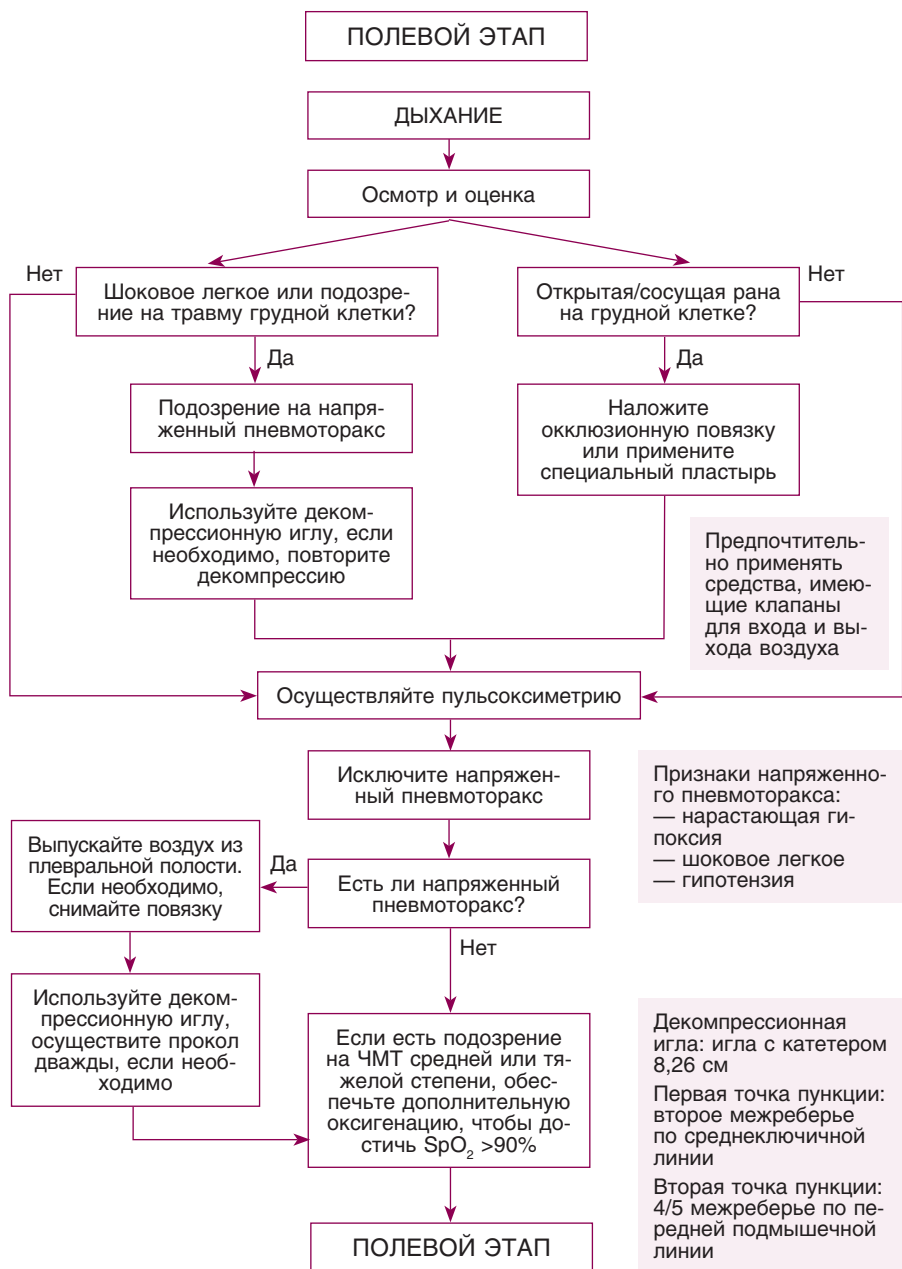 ПОЛЕВОЙ ЭТАП
ДЫХАНИЕ
Осмотр и оценка
Нет
Шоковое легкое или подозре-
ние на травму грудной клетки?
Открытая/сосущая рана
на грудной клетке?
Нет
Да
Да
Подозрение на напря-
женный пневмоторакс
Наложите
окклюзионную повязку
или примените
специальный пластырь
Используйте деком-
прессионную иглу, если
необходимо, повторите
декомпрессию
Предпочтитель-
но применять
средства, имею-
щие клапаны
для входа и вы-
хода воздуха
Осуществляйте пульсоксиметрию
Исключите напряжен-
ный пневмоторакс
Признаки напряженно-
го пневмоторакса:
— нарастающая ги-
поксия
— шоковое легкое
— гипотензия
Выпускайте воздух из
плевральной полости.
Если необходимо,
снимайте повязку
Да
Есть ли напряженный
пневмоторакс?
Нет
Используйте деком-
прессионную иглу,
осуществите прокол
дважды, если необ-
ходимо
Если есть подозрение
на ЧМТ средней или тя-
желой степени, обес-
печьте дополнительную
оксигенацию, чтобы до-
стичь SpO₂ >90%
Декомпрессионная
игла: игла с катетером
8,26 см
Первая точка пункции:
второе межреберье
по среднеключичной
линии
Вторая точка пункции:
4/5 межреберье по пе-
редней подмышечной
линии
ПОЛЕВОЙ ЭТАП